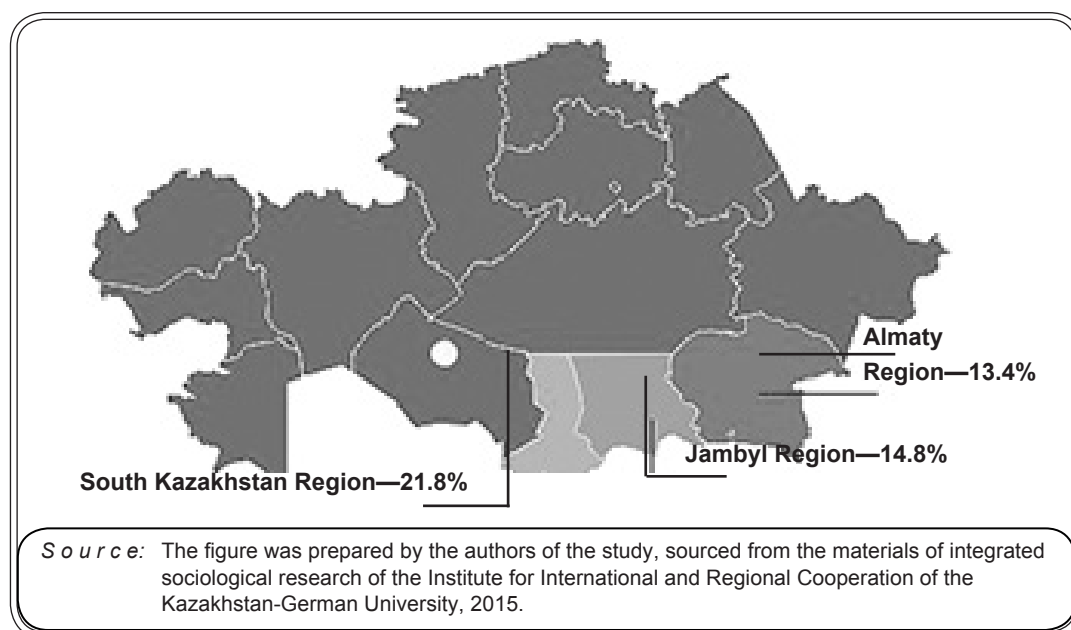 Almaty
Region—13.4%
Jambyl Region—14.8%
South Kazakhstan Region—21.8%
Source: The figure was prepared by the authors of the study, sourced from the materials of integrated
sociological research of the Institute for International and Regional Cooperation of the
Kazakhstan-German University, 2015.